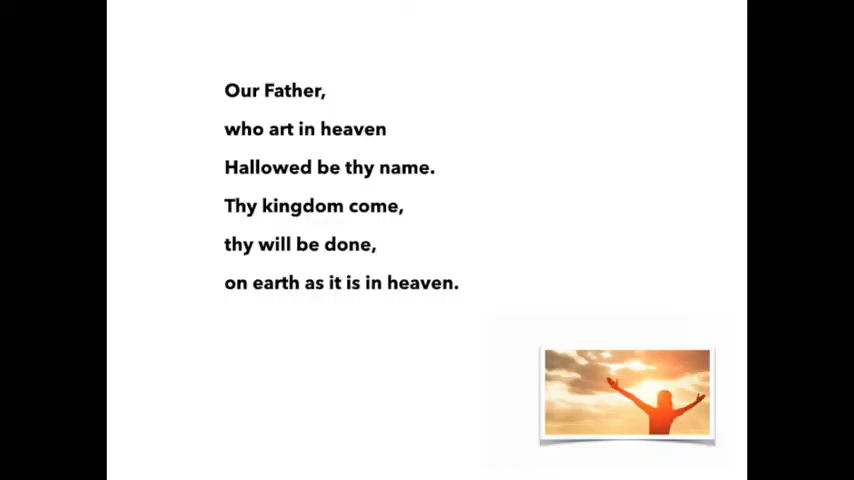 Our Father,
who art in heaven
Hallowed be thy name.
Thy kingdom come,
thy will be done,
on earth as it is in heaven.